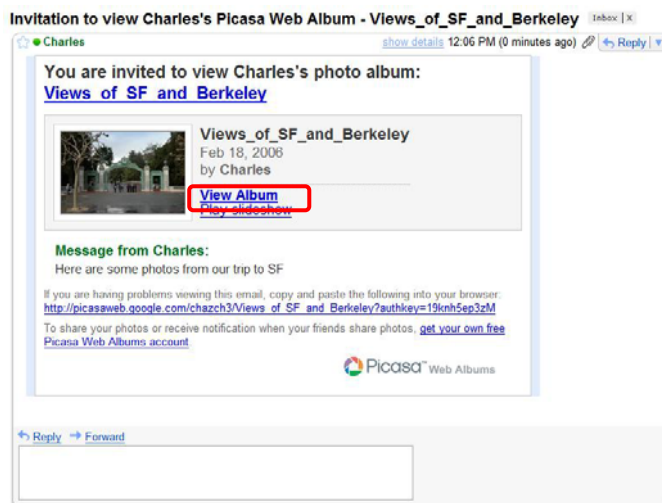 Invitation to view Charles's Picasa Web Album - Views_of_SF_and_Berkeley Inbox | X
Charles show details 12:06 PM (0 minutes ago) Reply
You are invited to view Charles's photo album:
Views_of_SF_and_Berkeley
Views_of_SF_and_Berkeley
Feb 18, 2006
by Charles
View Album
Play slideshow
Message from Charles:
Here are some photos from our trip to SF
If you are having problems viewing this email, copy and paste the following into your browser:
http://picasaweb.google.com/chazch3/Views_of_SF_and_Berkeley?authkey=19knh5ep3zM
To share your photos or receive notification when your friends share photos, get your own free
Picasa Web Albums account
Picasa™ Web Albums
Reply Forward